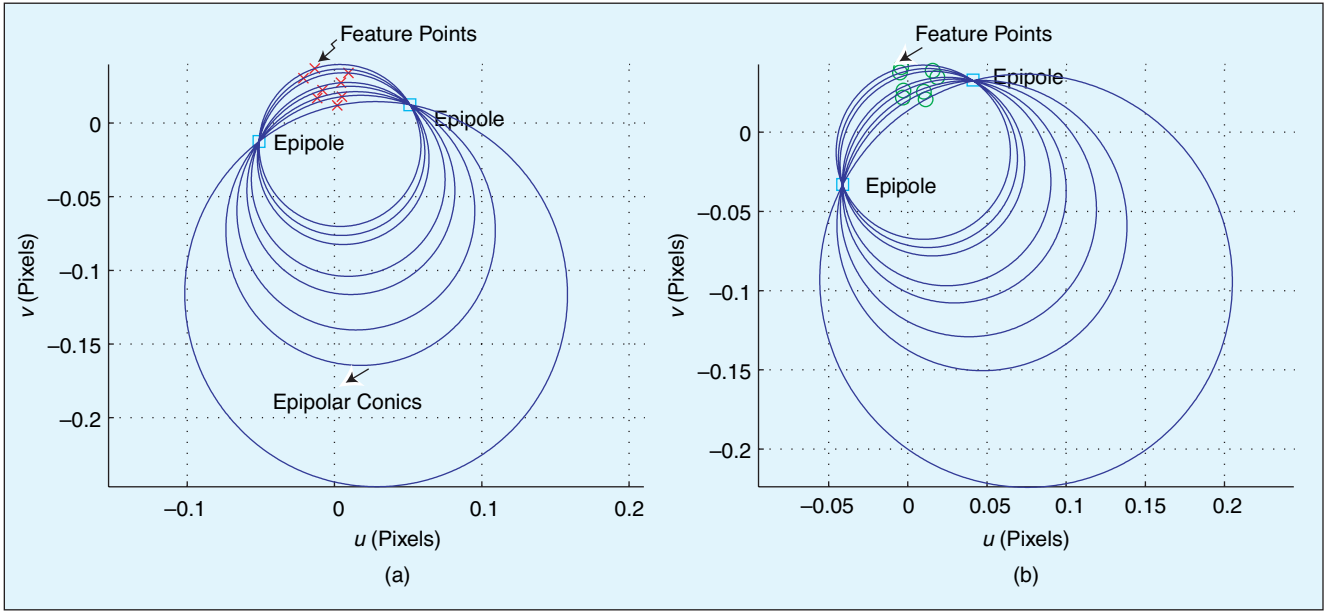 Feature Points
Epipole
Epipole
Epipolar Conics
0
–0.05
–0.1
–0.15
–0.2
v (Pixels)
–0.1
0
0.1
0.2
u (Pixels)
(a)
Feature Points
Epipole
Epipole
0
–0.05
–0.1
–0.15
–0.2
v (Pixels)
–0.05
0
0.05
0.1
0.15
0.2
u (Pixels)
(b)